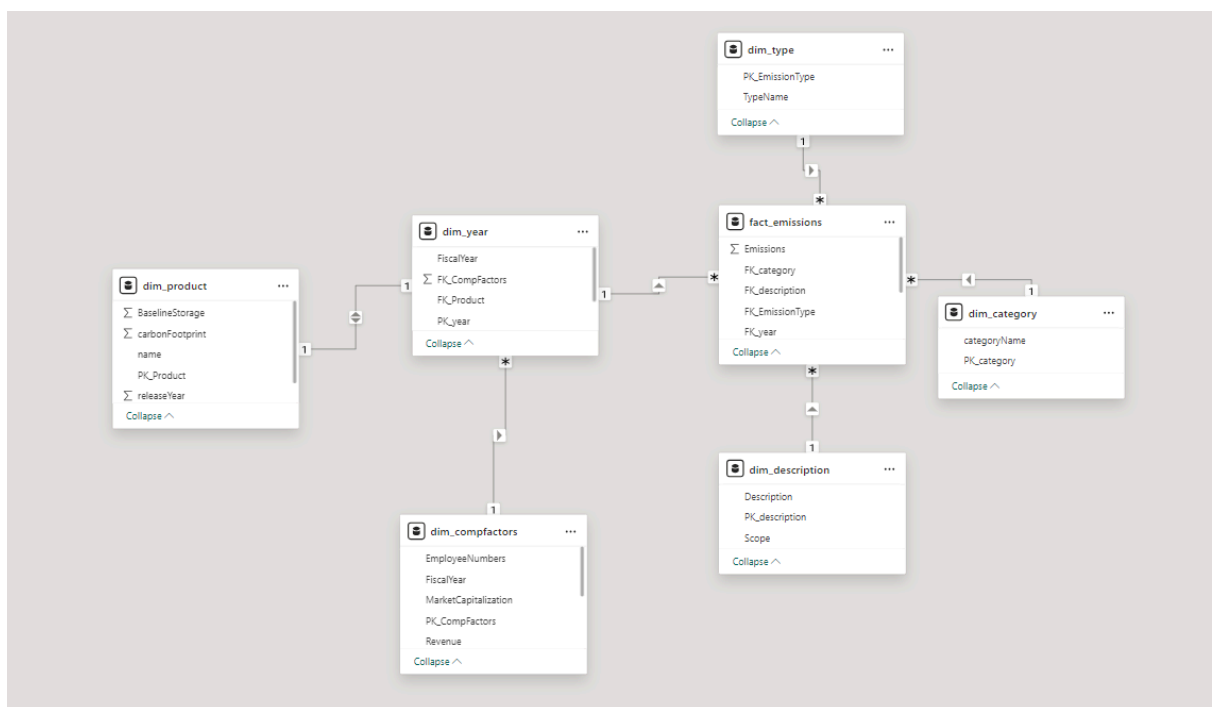 dim_type
PK_EmissionType
TypeName
Collapse
1
*
dim_year
FiscalYear
Σ FK_CompFactors
FK_Product
PK_year
Collapse
1
1
*
fact_emissions
Σ Emissions
FK_category
FK_description
FK_EmissionType
FK_year
Collapse
*
*
*
dim_product
Σ BaselineStorage
Σ carbonFootprint
name
PK_Product
Σ releaseYear
Collapse
1
dim_category
categoryName
PK_category
Collapse
1
dim_description
Description
PK_description
Scope
Collapse
1
dim_compfactors
EmployeeNumbers
FiscalYear
MarketCapitalization
PK_CompFactors
Revenue
Collapse
1